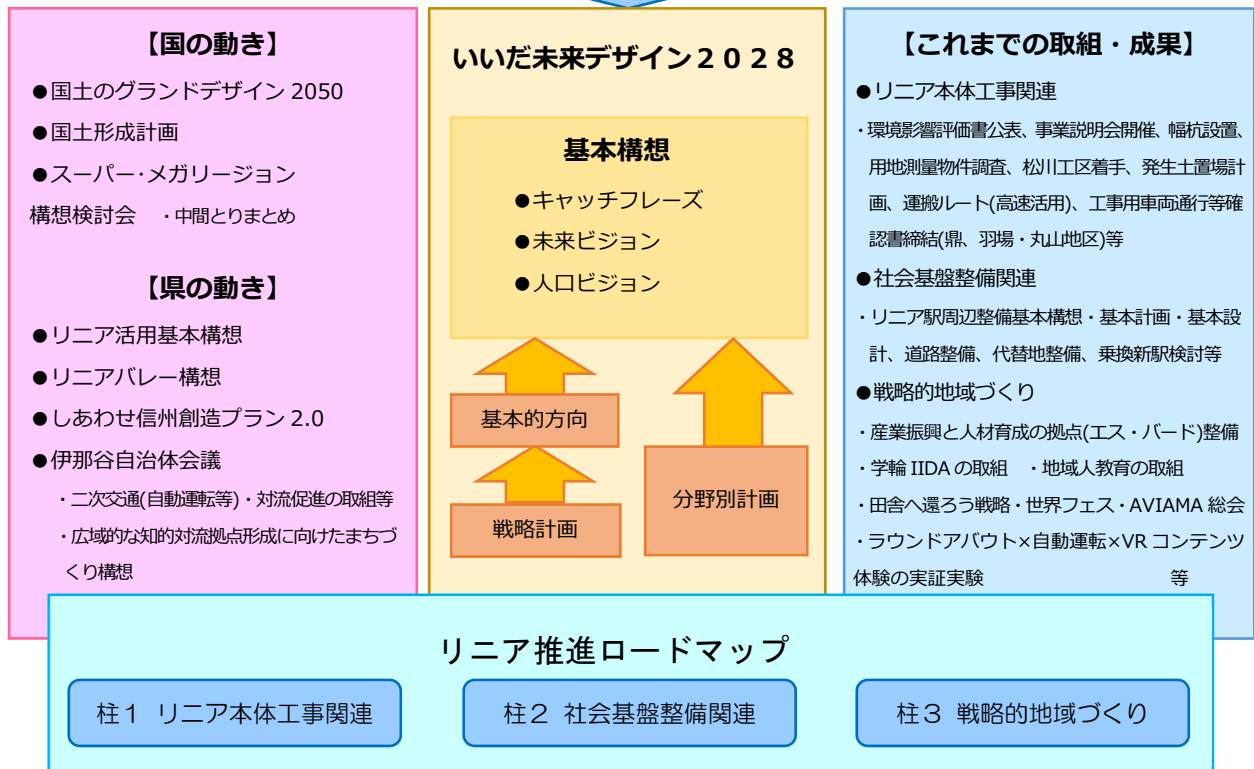 【国の動き】
●国土のグランドデザイン 2050
●国土形成計画
●スーパー・メガリージョン
構想検討会 ・中間とりまとめ
【県の動き】
●リニア活用基本構想
●リニアバレー構想
●しあわせ信州創造プラン 2.0
●伊那谷自治体会議
・二次交通(自動運転等)・対流促進の取組等
・広域的な知的対流拠点形成に向けたまちづ
くり構想
いいだ未来デザイン２０２８
基本構想
●キャッチフレーズ
●未来ビジョン
●人口ビジョン
基本的方向
戦略計画
分野別計画
【これまでの取組・成果】
●リニア本体工事関連
・環境影響評価書公表、事業説明会開催、幅杭設置、
用地測量物件調査、松川工区着手、発生土置場計
画、運搬ルート(高速活用)、工事用車両通行等確
認書締結(鼎、羽場・丸山地区)等
●社会基盤整備関連
・リニア駅周辺整備基本構想・基本計画・基本設
計、道路整備、代替地整備、乗換新駅検討等
●戦略的地域づくり
・産業振興と人材育成の拠点(エス・バード)整備
・学輪 IIDA の取組 ・地域人教育の取組
・田舎へ還ろう戦略・世界フェス・AVIAMA 総会
・ラウンドアバウト×自動運転×VR コンテンツ
体験の実証実験 等
リニア推進ロードマップ
柱１ リニア本体工事関連
柱２ 社会基盤整備関連
柱３ 戦略的地域づくり